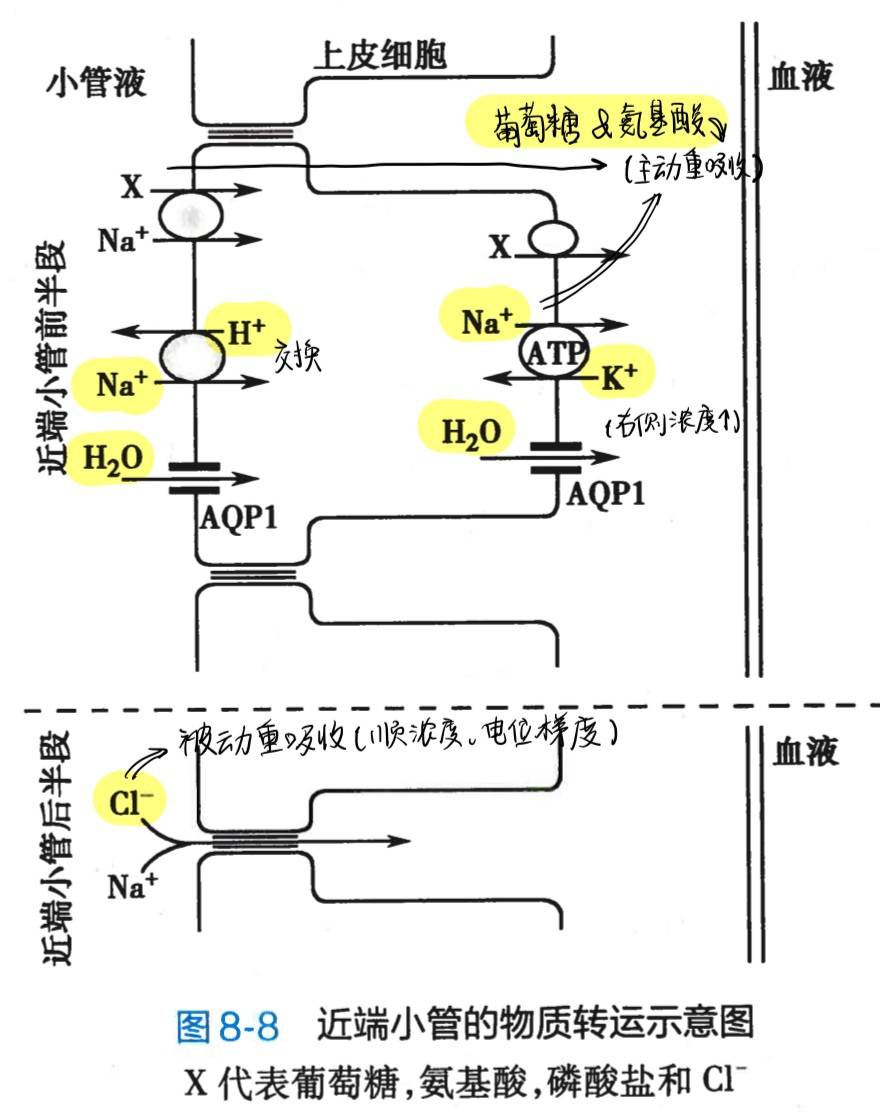 小管液
上皮细胞
血液
葡萄糖 & 氨基酸
(主动重吸收)
近端小管前半段
X
Na⁺
X
H⁺
交换
Na⁺
Na⁺
ATP
K⁺
(右侧浓度↑)
H₂O
AQP1
H₂O
AQP1
近端小管后半段
被动重吸收(顺浓度、电位梯度)
血液
Cl⁻
Na⁺
图8-8 近端小管的物质转运示意图
X 代表葡萄糖,氨基酸,磷酸盐和 Cl⁻